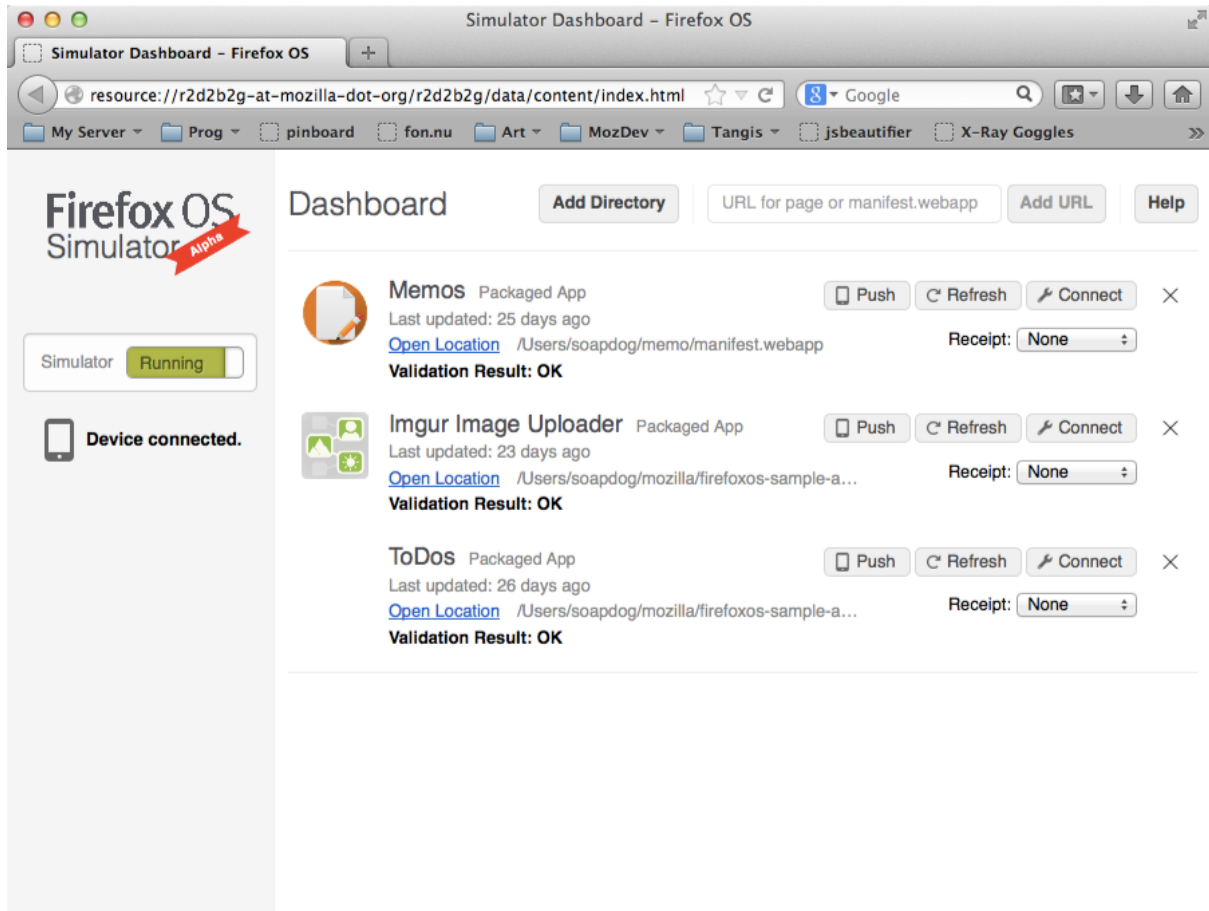 Simulator Dashboard – Firefox OS
Simulator Dashboard – Firefox OS
resource://r2d2b2g-at-mozilla-dot-org/r2d2b2g/data/content/index.html
Google
My Server Prog pinboard fon.nu Art MozDev Tangis jsbeautifier X-Ray Goggles
Firefox OS
Simulator
Alpha
Simulator Running
Device connected.
Dashboard Add Directory URL for page or manifest.webapp Add URL Help
Memos Packaged App Push Refresh Connect
Last updated: 25 days ago
Open Location /Users/soapdog/memo/manifest.webapp Receipt: None
Validation Result: OK
Imgur Image Uploader Packaged App Push Refresh Connect
Last updated: 23 days ago
Open Location /Users/soapdog/mozilla/firefoxos-sample-a... Receipt: None
Validation Result: OK
ToDos Packaged App Push Refresh Connect
Last updated: 26 days ago
Open Location /Users/soapdog/mozilla/firefoxos-sample-a... Receipt: None
Validation Result: OK